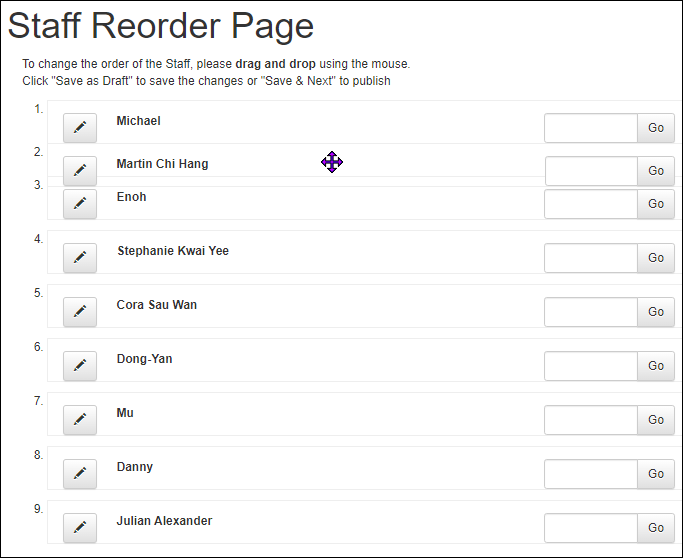 Staff Reorder Page
To change the order of the Staff, please drag and drop using the mouse.
Click "Save as Draft" to save the changes or "Save & Next" to publish
1. Michael Go
2. Martin Chi Hang Go
3. Enoh Go
4. Stephanie Kwai Yee Go
5. Cora Sau Wan Go
6. Dong-Yan Go
7. Mu Go
8. Danny Go
9. Julian Alexander Go